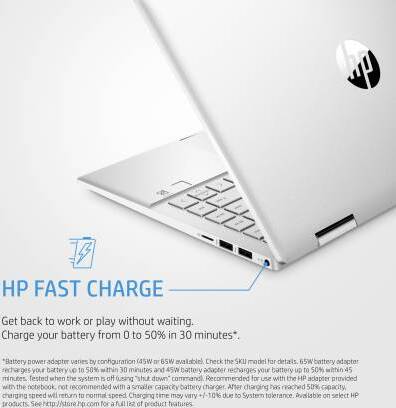 hp
HP FAST CHARGE
Get back to work or play without waiting.
Charge your battery from 0 to 50% in 30 minutes*.
*Battery power adapter varies by configuration (45W or 65W available). Check the SKU model for details. 65W battery adapter
recharges your battery up to 50% within 30 minutes and 45W battery adapter recharges your battery up to 50% within 45
minutes. Tested when the system is off (using "shut down" command). Recommended for use with the HP adapter provided
with the notebook, not recommended with a smaller capacity battery charger. After charging has reached 50% capacity,
charging speed will return to normal speed. Charging time may vary +/-10% due to System tolerance. Available on select HP
products. See http://store.hp.com for a full list of product features.